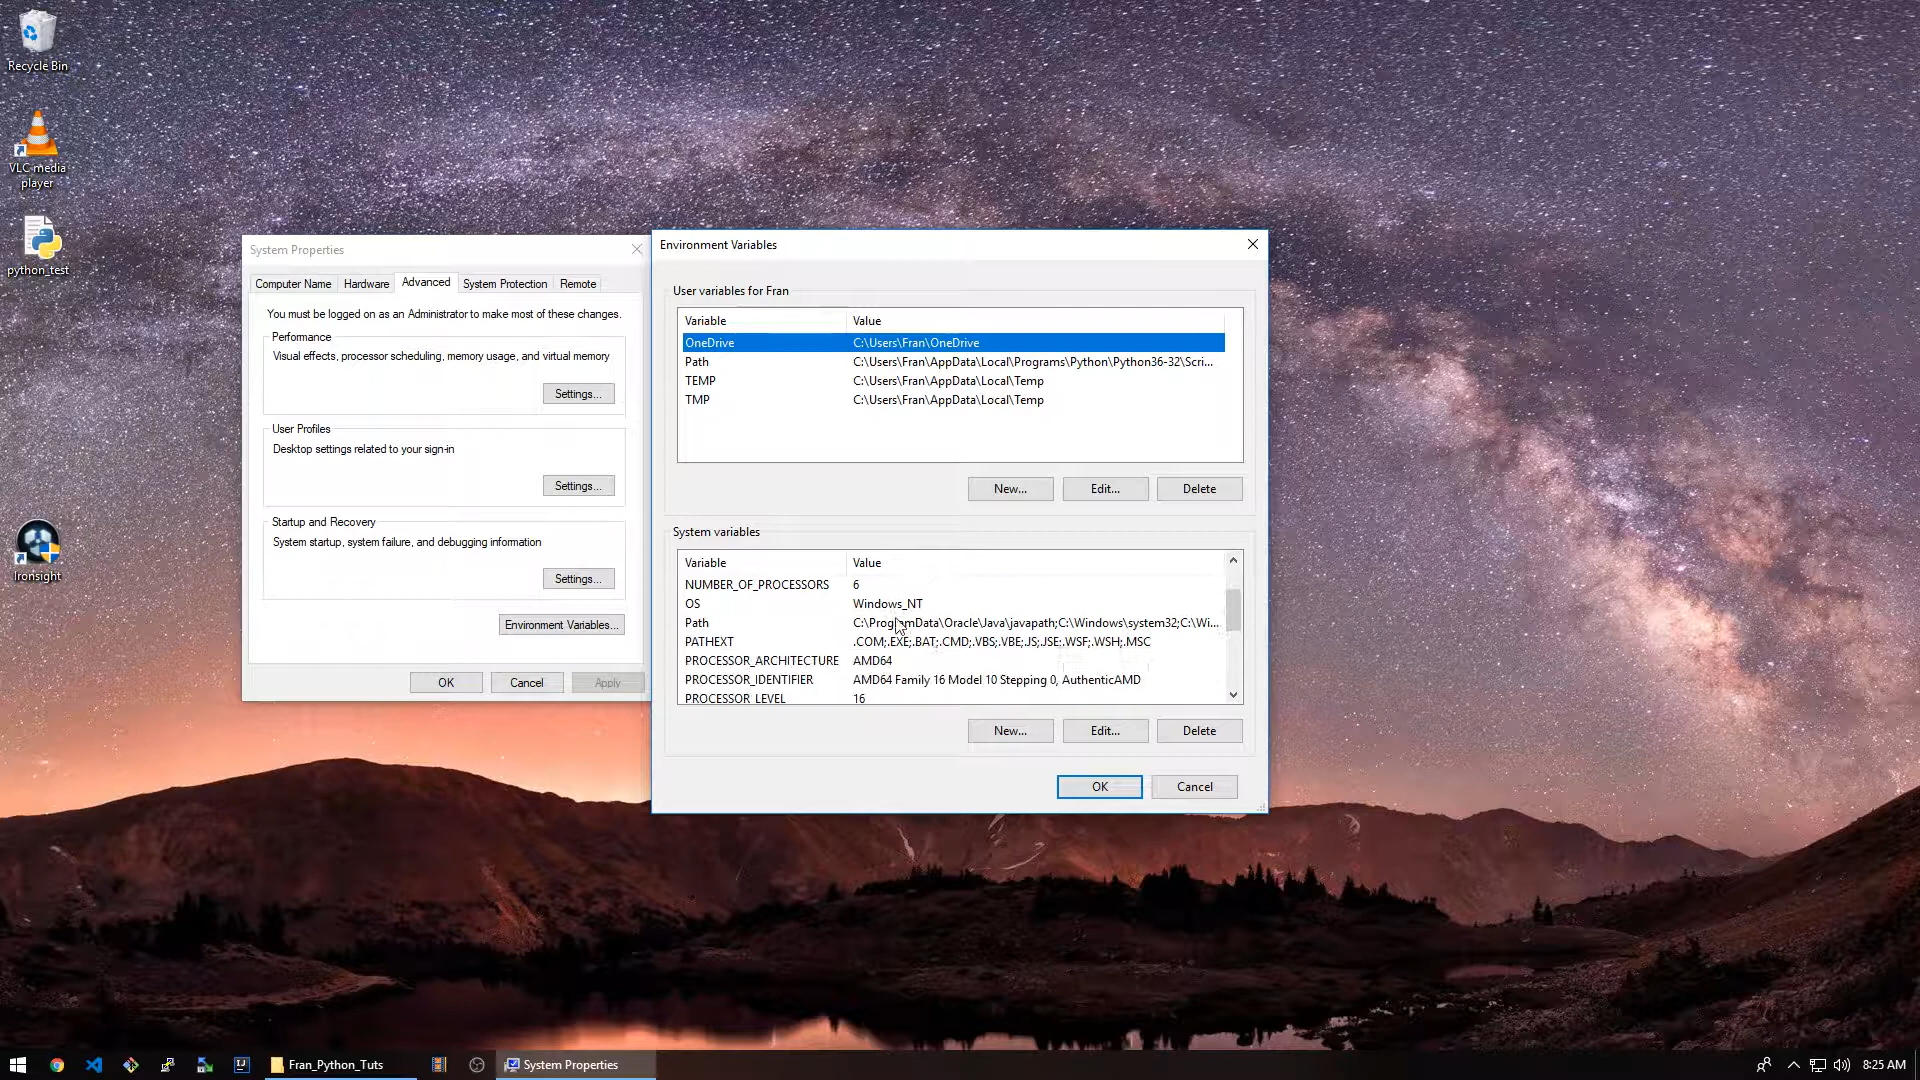 Recycle Bin
VLC media
player
python_test
Ironsight
System Properties
Computer Name
Hardware
Advanced
System Protection
Remote
You must be logged on as an Administrator to make most of these changes.
Performance
Visual effects, processor scheduling, memory usage, and virtual memory
Settings...
User Profiles
Desktop settings related to your sign-in
Settings...
Startup and Recovery
System startup, system failure, and debugging information
Settings...
Environment Variables...
OK
Cancel
Apply
Environment Variables
User variables for Fran
Variable Value
OneDrive C:\Users\Fran\OneDrive
Path C:\Users\Fran\AppData\Local\Programs\Python\Python36-32\Scri...
TEMP C:\Users\Fran\AppData\Local\Temp
TMP C:\Users\Fran\AppData\Local\Temp
New... Edit... Delete
System variables
Variable Value
NUMBER_OF_PROCESSORS 6
OS Windows_NT
Path C:\ProgramData\Oracle\Java\javapath;C:\Windows\system32;C:\Wi...
PATHEXT .COM;.EXE;.BAT;.CMD;.VBS;.VBE;.JS;.JSE;.WSF;.WSH;.MSC
PROCESSOR_ARCHITECTURE AMD64
PROCESSOR_IDENTIFIER AMD64 Family 16 Model 10 Stepping 0, AuthenticAMD
PROCESSOR_LEVEL 16
New... Edit... Delete
OK Cancel
Fran_Python_Tuts
System Properties
8:25 AM